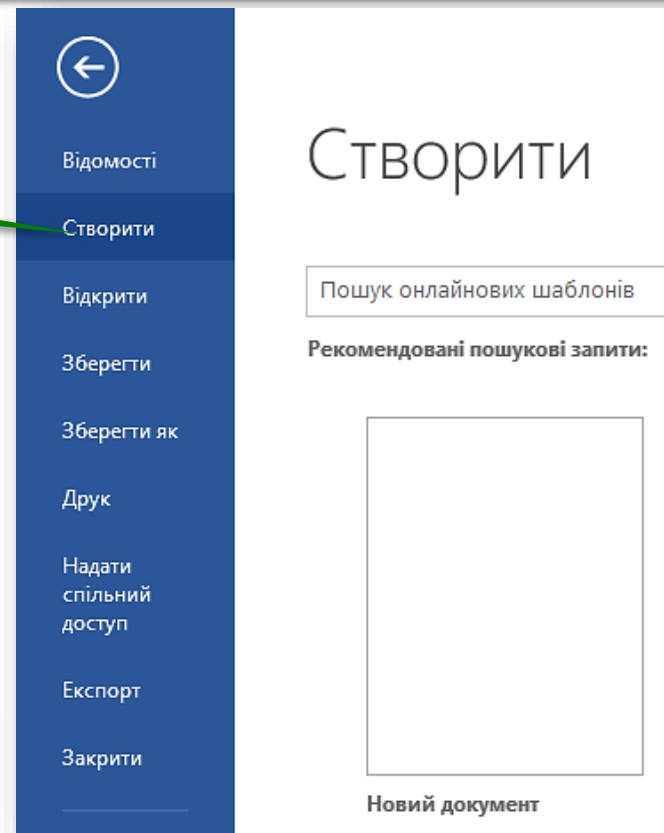 Відомості
Створити
Відкрити
Зберегти
Зберегти як
Друк
Надати
спільний
доступ
Експорт
Закрити
Створити
Пошук онлайнових шаблонів
Рекомендовані пошукові запити:
Новий документ